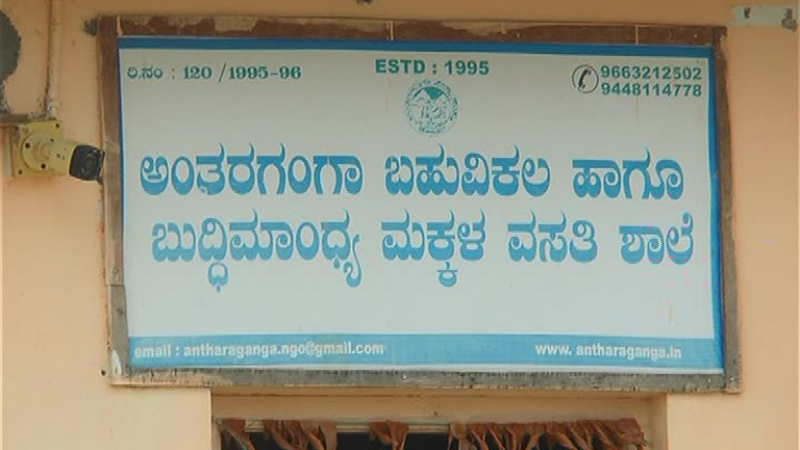 ರಿ.ನಂ : 120 /1995-96
ESTD : 1995
9663212502
9448114778
ಅಂತರಗಂಗಾ ಬಹುವಿಕಲ ಹಾಗೂ
ಬುದ್ಧಿಮಾಂಧ್ಯ ಮಕ್ಕಳ ವಸತಿ ಶಾಲೆ
email : antharaganga.ngo@gmail.com
www. antharaganga.in